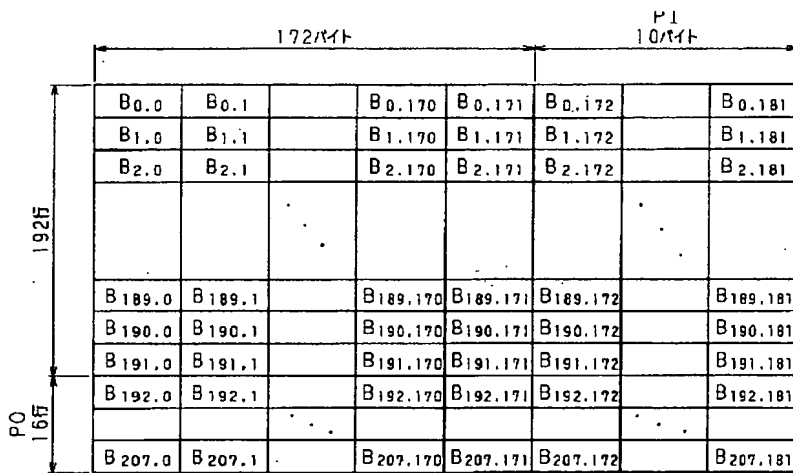 PI
172バイト 10バイト
B0.0 B0.1 B0.170 B0.171 B0.172 B0.181
B1.0 B1.1 B1.170 B1.171 B1.172 B1.181
B2.0 B2.1 B2.170 B2.171 B2.172 B2.181
192行
B189.0 B189.1 B189.170 B189.171 B189.172 B189.181
B190.0 B190.1 B190.170 B190.171 B190.172 B190.181
B191.0 B191.1 B191.170 B191.171 B191.172 B191.181
PO
16行
B192.0 B192.1 B192.170 B192.171 B192.172 B192.181
B207.0 B207.1 B207.170 B207.171 B207.172 B207.181